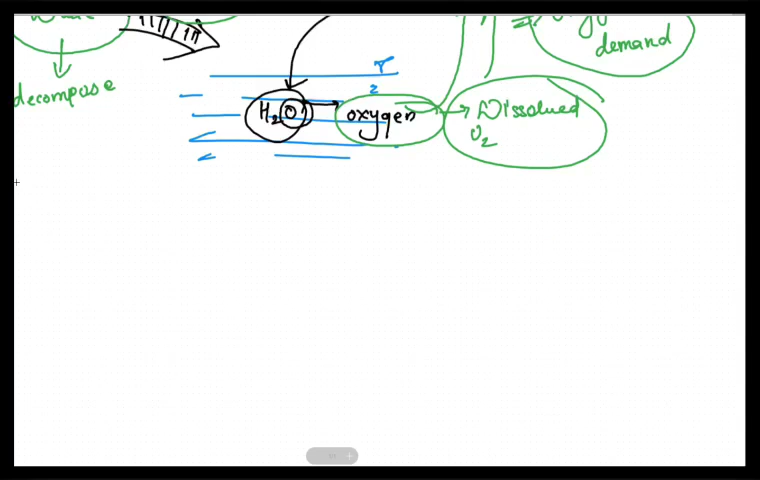 demand
decompose
H₂O
oxygen
Dissolved
O₂